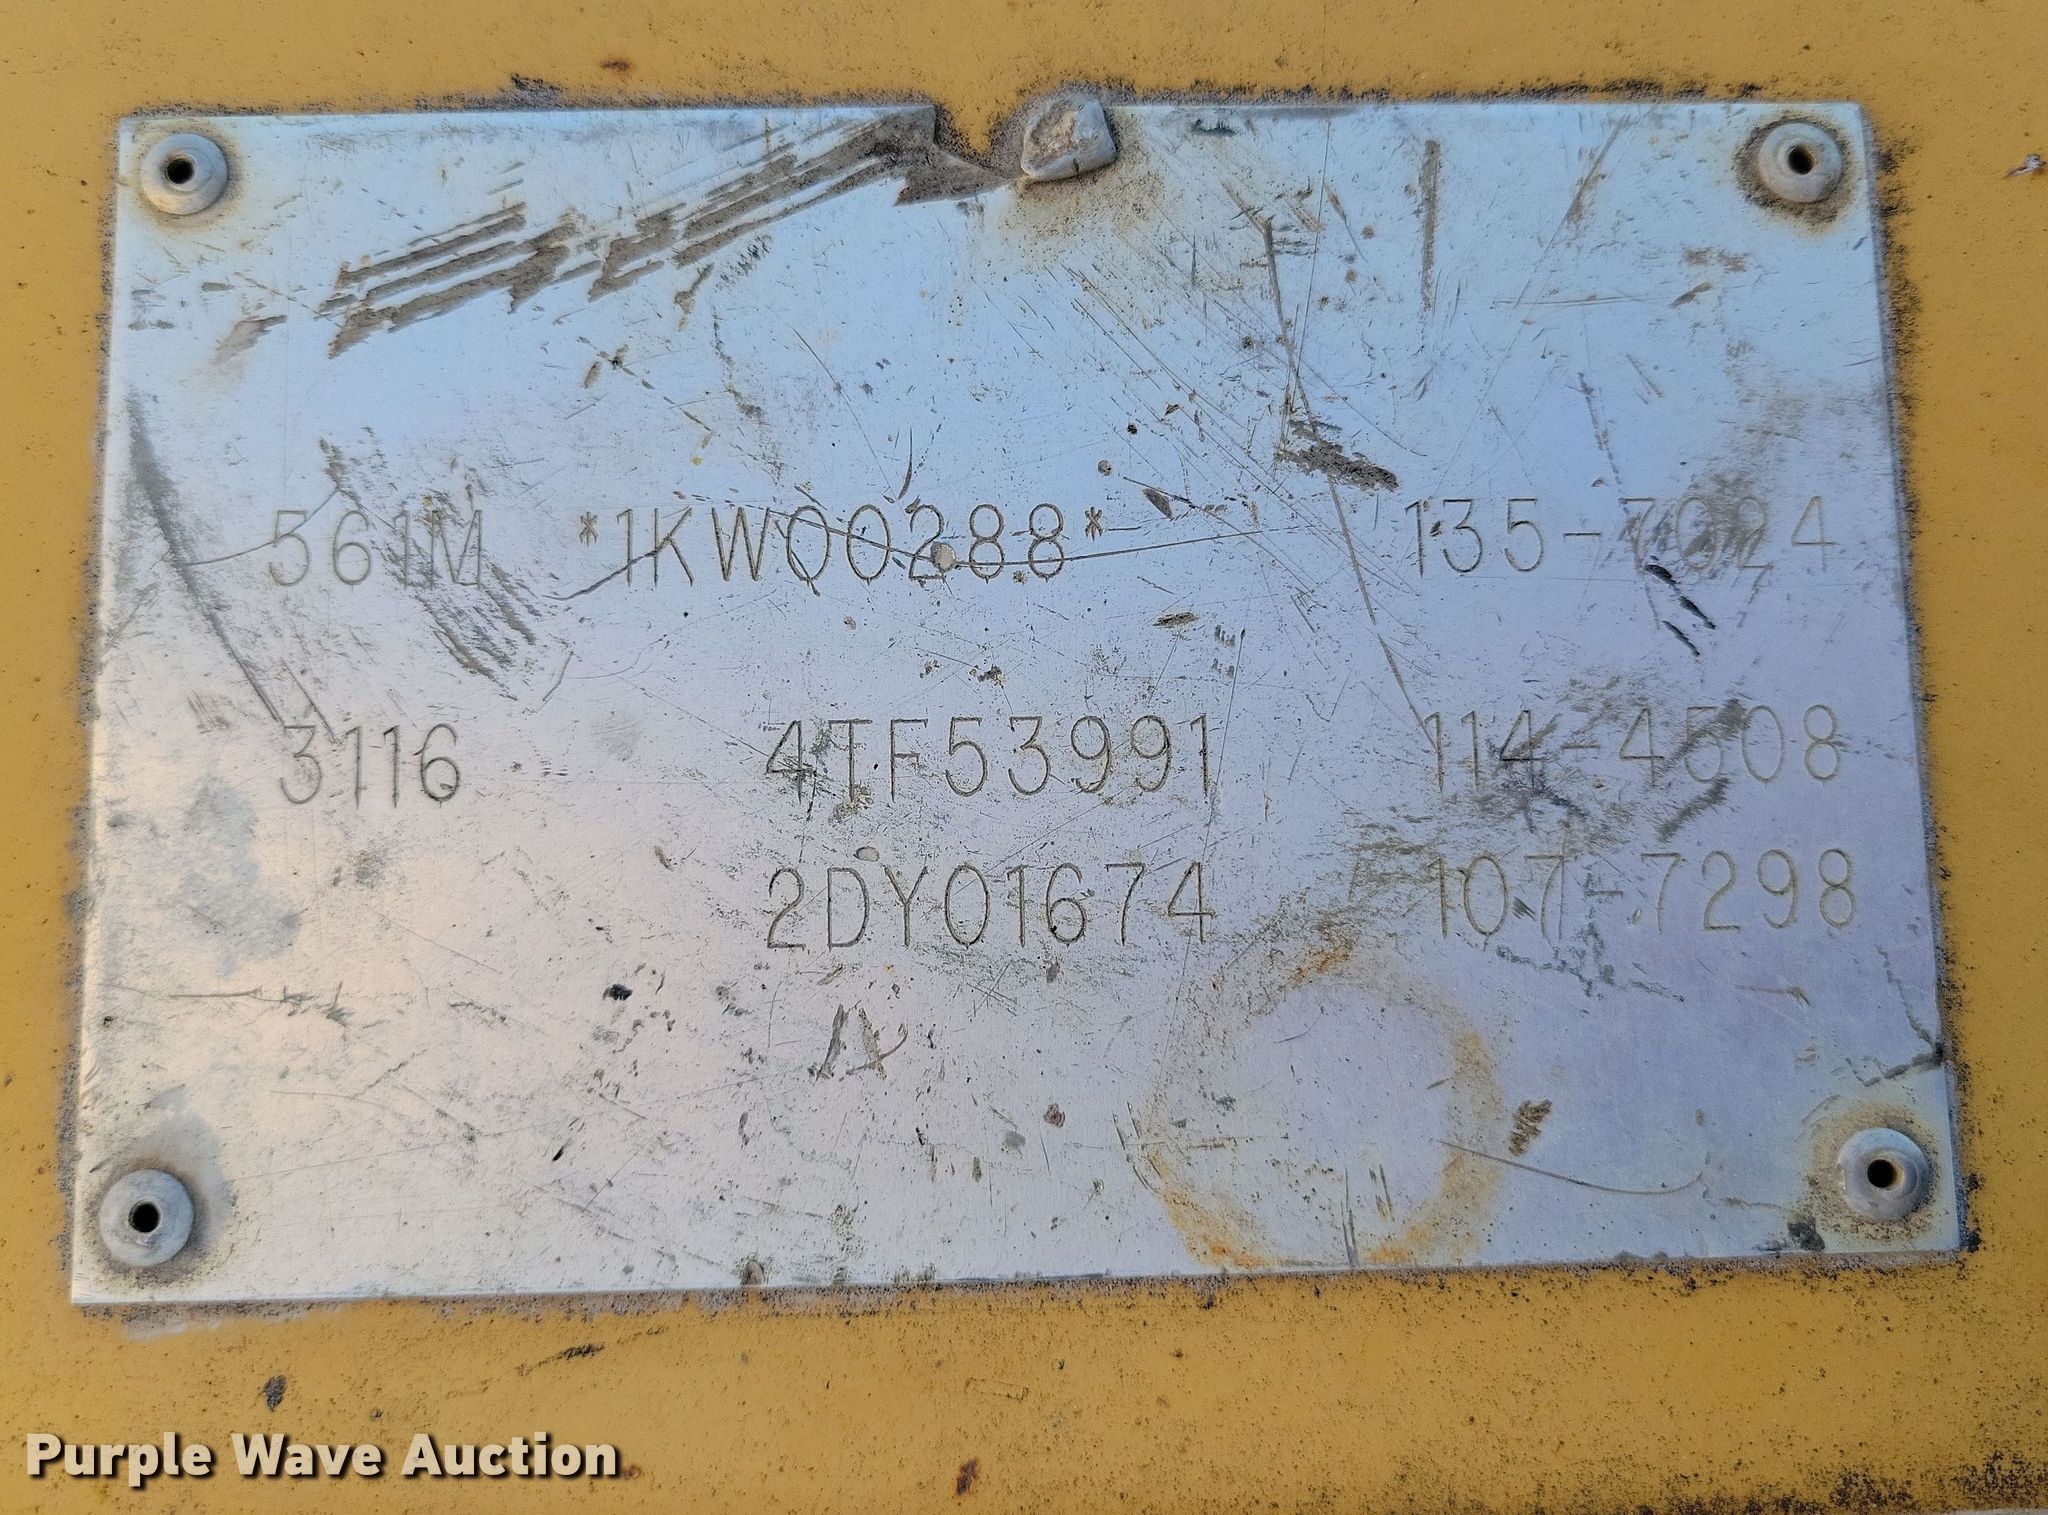 561M *1KW00288* 135-7024
3116 4TF53991 114-4508
2DY01674 107-7298
Purple Wave Auction